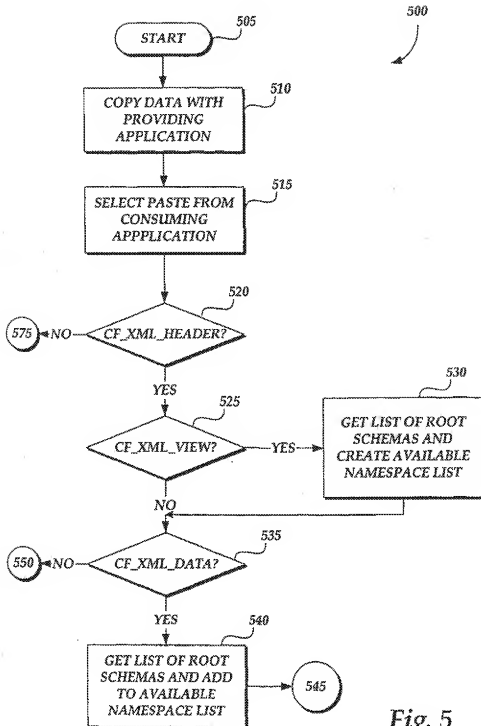 500
START
505
COPY DATA WITH
PROVIDING
APPLICATION
510
SELECT PASTE FROM
CONSUMING
APPPLICATION
515
520
CF_XML_HEADER?
NO
575
YES
525
CF_XML_VIEW?
YES
530
GET LIST OF ROOT
SCHEMAS AND
CREATE AVAILABLE
NAMESPACE LIST
NO
535
CF_XML_DATA?
NO
550
YES
540
GET LIST OF ROOT
SCHEMAS AND ADD
TO AVAILABLE
NAMESPACE LIST
545
Fig. 5